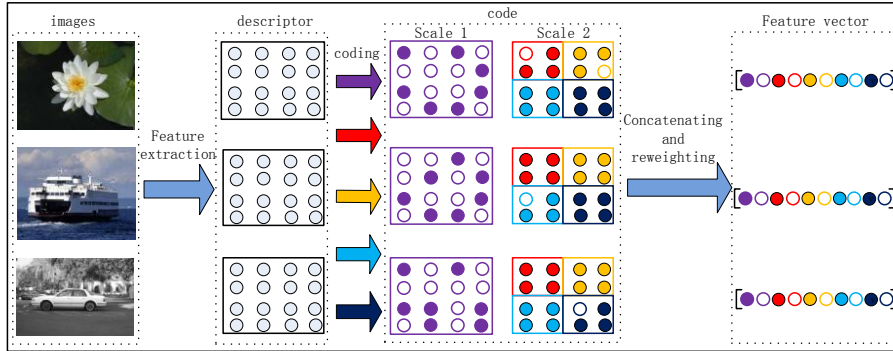 images
descriptor
code
Feature vector
Scale 1
Scale 2
coding
Feature
extraction
Concatenating
and
reweighting